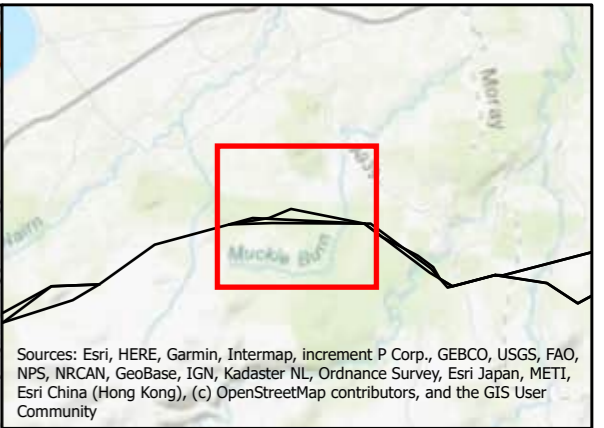 Moray
A939
Nairn
Muckle Burn
Sources: Esri, HERE, Garmin, Intermap, increment P Corp., GEBCO, USGS, FAO,
NPS, NRCAN, GeoBase, IGN, Kadaster NL, Ordnance Survey, Esri Japan, METI,
Esri China (Hong Kong), (c) OpenStreetMap contributors, and the GIS User
Community